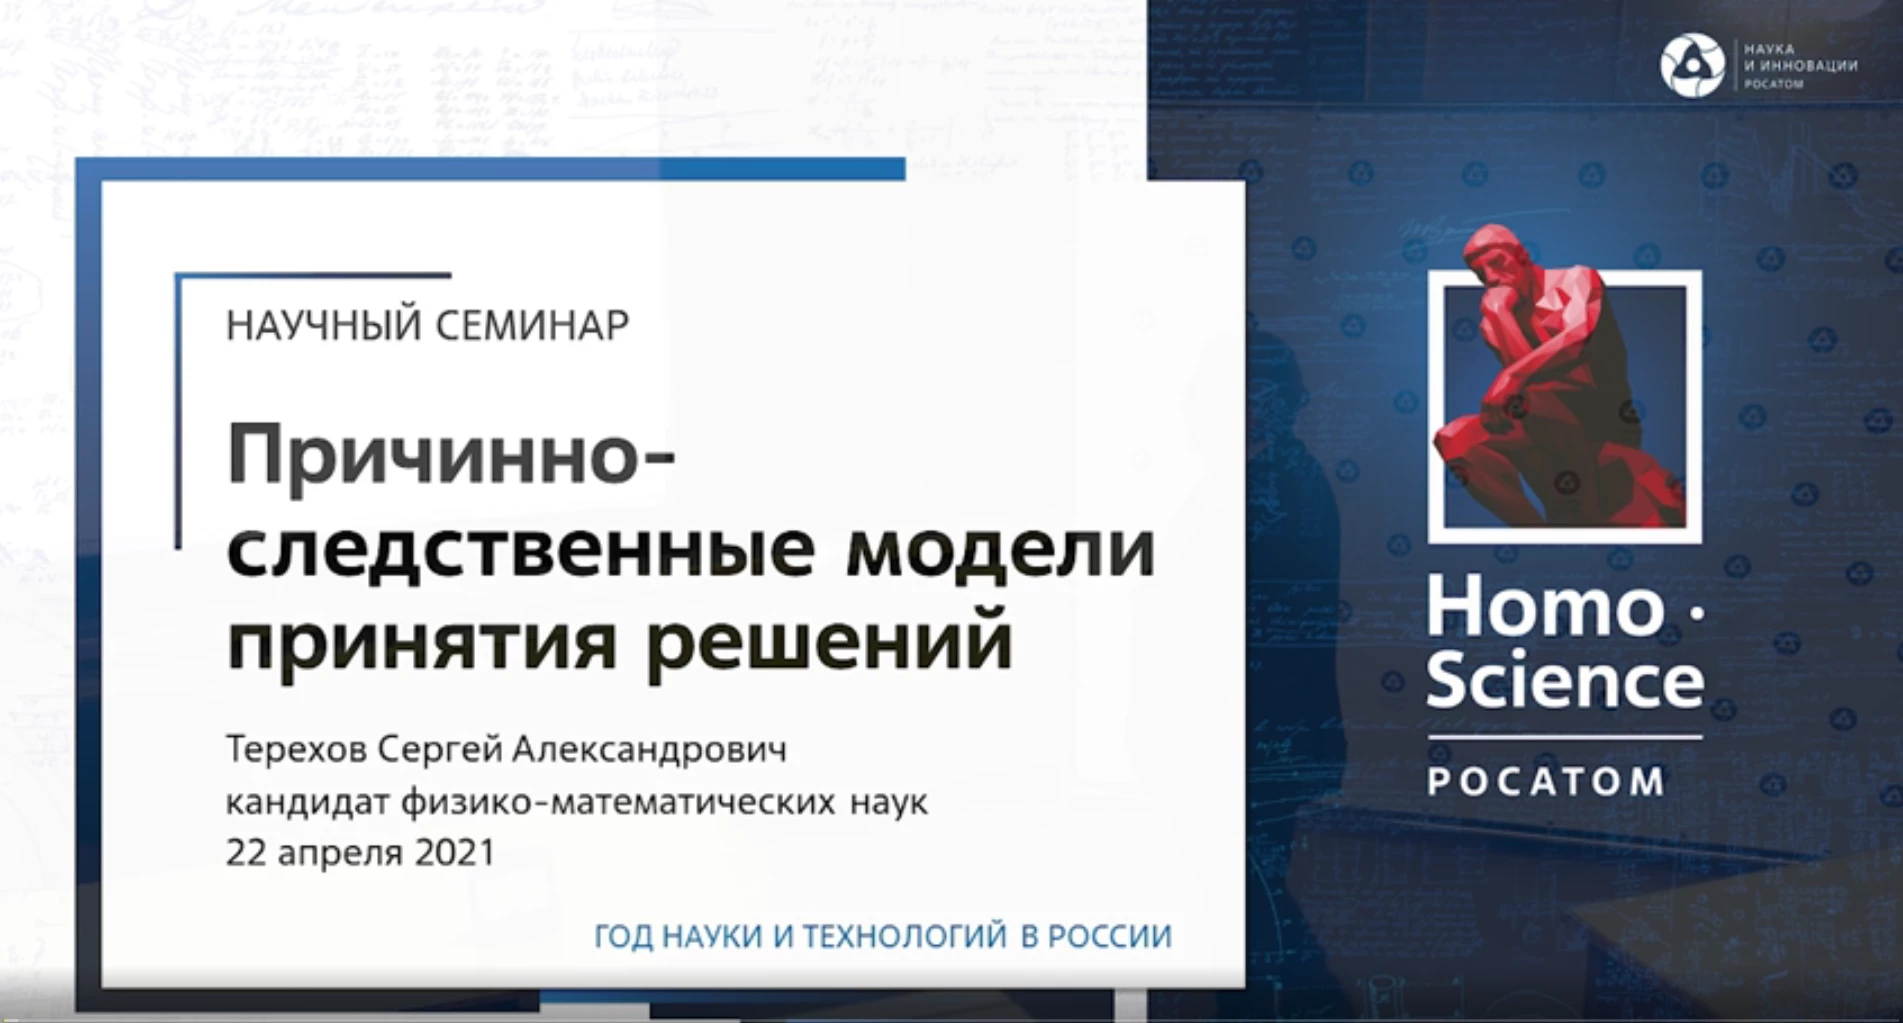 НАУКА
И ИННОВАЦИИ
РОСАТОМ
НАУЧНЫЙ СЕМИНАР
Причинно-
следственные модели
принятия решений
Терехов Сергей Александрович
кандидат физико-математических наук
22 апреля 2021
ГОД НАУКИ И ТЕХНОЛОГИЙ В РОССИИ
Homo ·
Science
РОСАТОМ